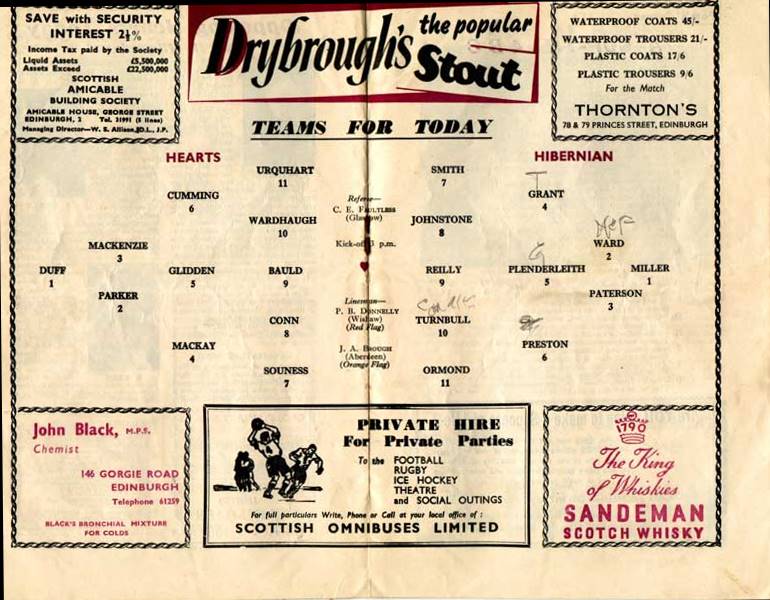 SAVE with SECURITY
INTEREST 2½%
Income Tax paid by the Society
Liquid Assets £5,500,000
Assets Exceed £22,500,000
SCOTTISH
AMICABLE
BUILDING SOCIETY
AMICABLE HOUSE, GEORGE STREET
EDINBURGH, 2 Tel. 31991 (5 lines)
Managing Director—W. S. Allison, D.L., J.P.
Drybrough's the popular
Stout
WATERPROOF COATS 45/-
WATERPROOF TROUSERS 21/-
PLASTIC COATS 17/6
PLASTIC TROUSERS 9/6
For the Match
THORNTON'S
78 & 79 PRINCES STREET, EDINBURGH
TEAMS FOR TODAY
HEARTS
HIBERNIAN
URQUHART
11
SMITH
7
CUMMING
6
GRANT
4
Referee—
C. E. FAULTLESS
(Glasgow)
WARDHAUGH
10
JOHNSTONE
8
Kick-off 3 p.m.
MACKENZIE
3
WARD
2
DUFF
1
GLIDDEN
5
BAULD
9
REILLY
9
PLENDERLEITH
5
MILLER
1
PARKER
2
PATERSON
3
Linesmen—
P. B. DONNELLY
(Wishaw)
(Red Flag)
CONN
8
TURNBULL
10
MACKAY
4
J. A. BROUGH
(Aberdeen)
(Orange Flag)
PRESTON
6
SOUNESS
7
ORMOND
11
John Black, M.P.S.
Chemist
146 GORGIE ROAD
EDINBURGH
Telephone 61259
BLACK'S BRONCHIAL MIXTURE
FOR COLDS
PRIVATE HIRE
For Private Parties
To the FOOTBALL
RUGBY
ICE HOCKEY
THEATRE
and SOCIAL OUTINGS
For full particulars Write, Phone or Call at your local office of :
SCOTTISH OMNIBUSES LIMITED
1790
The King
of Whiskies
SANDEMAN
SCOTCH WHISKY